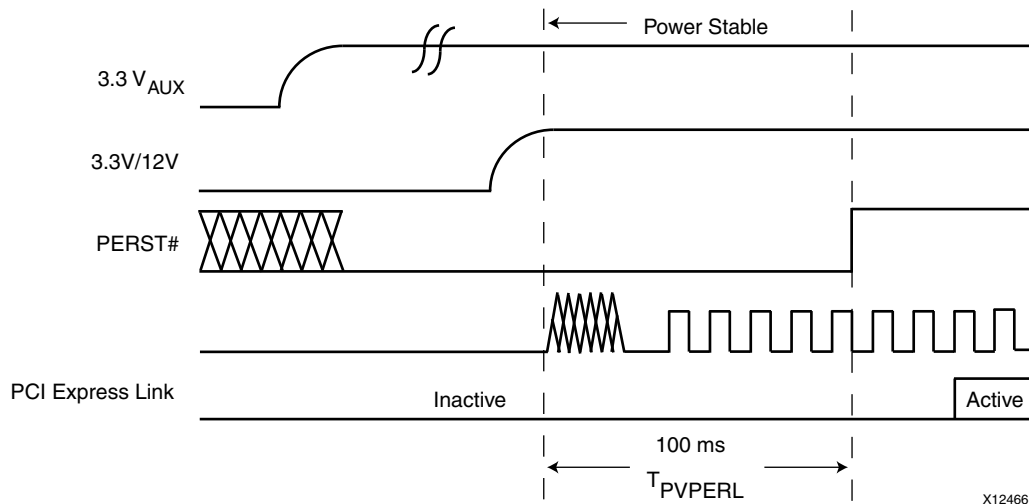 Power Stable
3.3 VAUX
3.3V/12V
PERST#
PCI Express Link
Inactive
Active
100 ms
TPVPERL
X12466